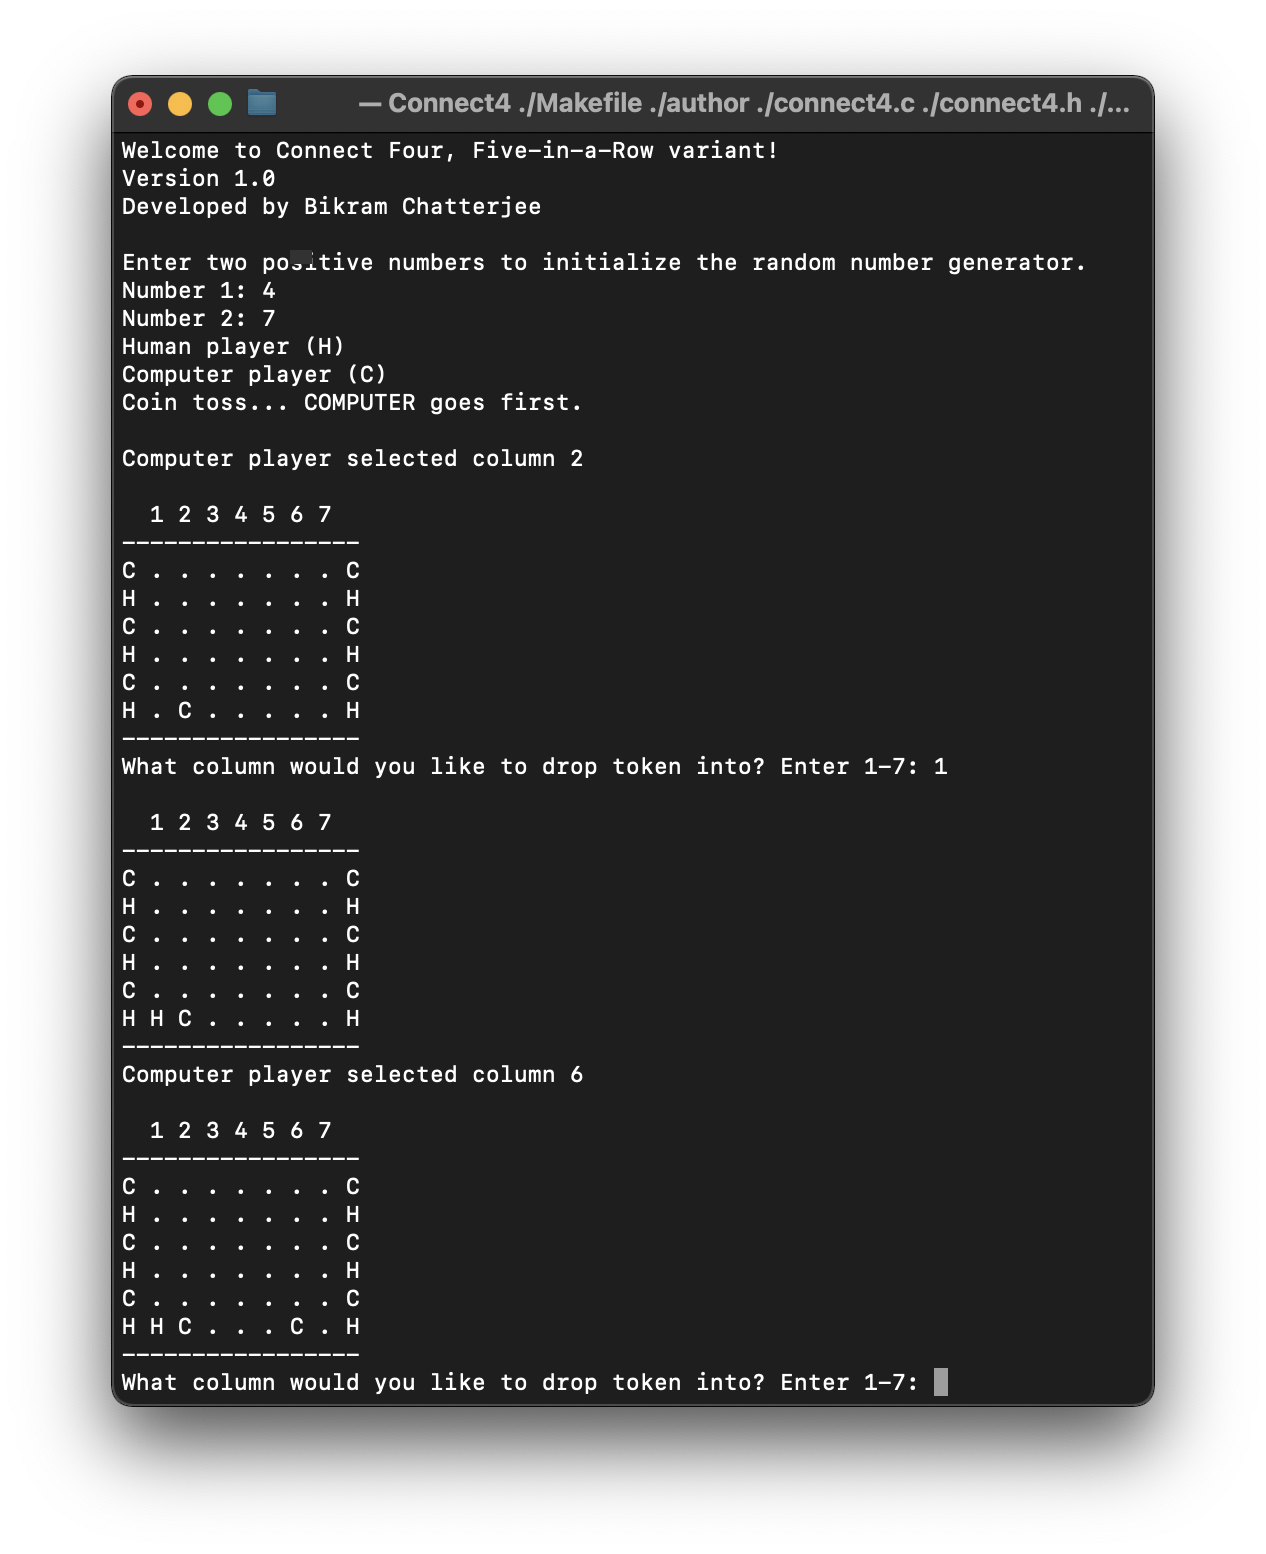 — Connect4 ./Makefile ./author ./connect4.c ./connect4.h ./...
Welcome to Connect Four, Five-in-a-Row variant!
Version 1.0
Developed by Bikram Chatterjee
Enter two positive numbers to initialize the random number generator.
Number 1: 4
Number 2: 7
Human player (H)
Computer player (C)
Coin toss... COMPUTER goes first.
Computer player selected column 2
  1 2 3 4 5 6 7
-----------------
C . . . . . . . C
H . . . . . . . H
C . . . . . . . C
H . . . . . . . H
C . . . . . . . C
H . C . . . . . H
-----------------
What column would you like to drop token into? Enter 1-7: 1
  1 2 3 4 5 6 7
-----------------
C . . . . . . . C
H . . . . . . . H
C . . . . . . . C
H . . . . . . . H
C . . . . . . . C
H H C . . . . . H
-----------------
Computer player selected column 6
  1 2 3 4 5 6 7
-----------------
C . . . . . . . C
H . . . . . . . H
C . . . . . . . C
H . . . . . . . H
C . . . . . . . C
H H C . . . C . H
-----------------
What column would you like to drop token into? Enter 1-7: